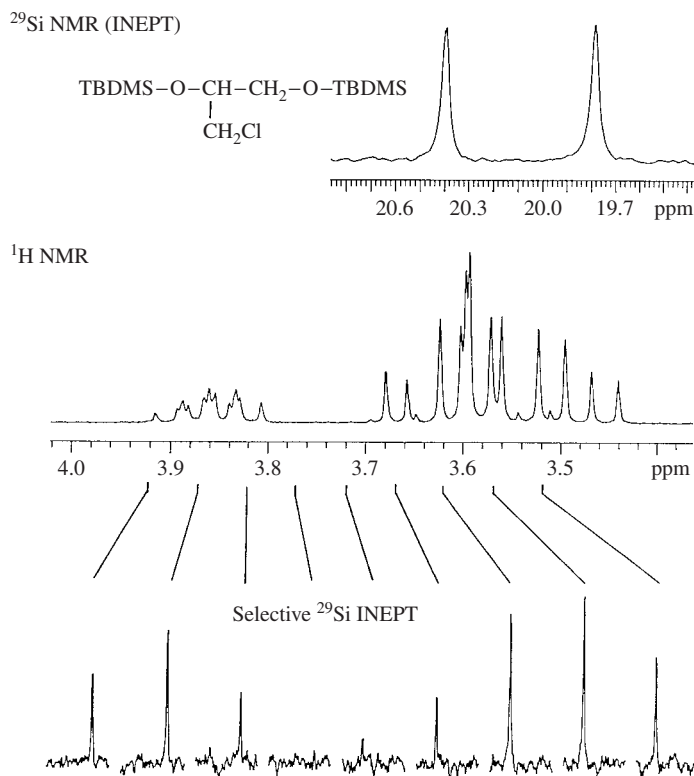 ²⁹Si NMR (INEPT)
TBDMS–O–CH–CH₂–O–TBDMS
CH₂Cl
20.6 20.3 20.0 19.7 ppm
¹H NMR
4.0 3.9 3.8 3.7 3.6 3.5 ppm
Selective ²⁹Si INEPT